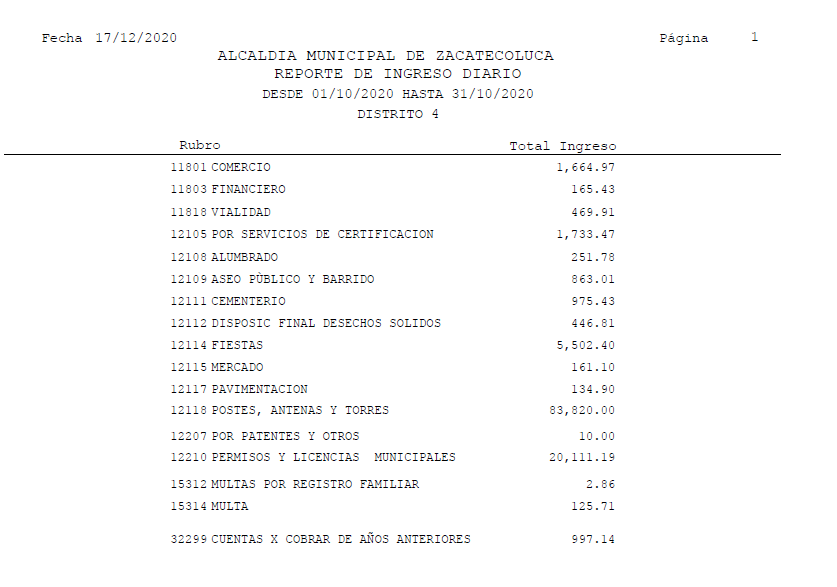 Fecha 17/12/2020 Página 1
ALCALDIA MUNICIPAL DE ZACATECOLUCA
REPORTE DE INGRESO DIARIO
DESDE 01/10/2020 HASTA 31/10/2020
DISTRITO 4
Rubro Total Ingreso
11801 COMERCIO 1,664.97
11803 FINANCIERO 165.43
11818 VIALIDAD 469.91
12105 POR SERVICIOS DE CERTIFICACION 1,733.47
12108 ALUMBRADO 251.78
12109 ASEO PÙBLICO Y BARRIDO 863.01
12111 CEMENTERIO 975.43
12112 DISPOSIC FINAL DESECHOS SOLIDOS 446.81
12114 FIESTAS 5,502.40
12115 MERCADO 161.10
12117 PAVIMENTACION 134.90
12118 POSTES, ANTENAS Y TORRES 83,820.00
12207 POR PATENTES Y OTROS 10.00
12210 PERMISOS Y LICENCIAS  MUNICIPALES 20,111.19
15312 MULTAS POR REGISTRO FAMILIAR 2.86
15314 MULTA 125.71
32299 CUENTAS X COBRAR DE AÑOS ANTERIORES 997.14